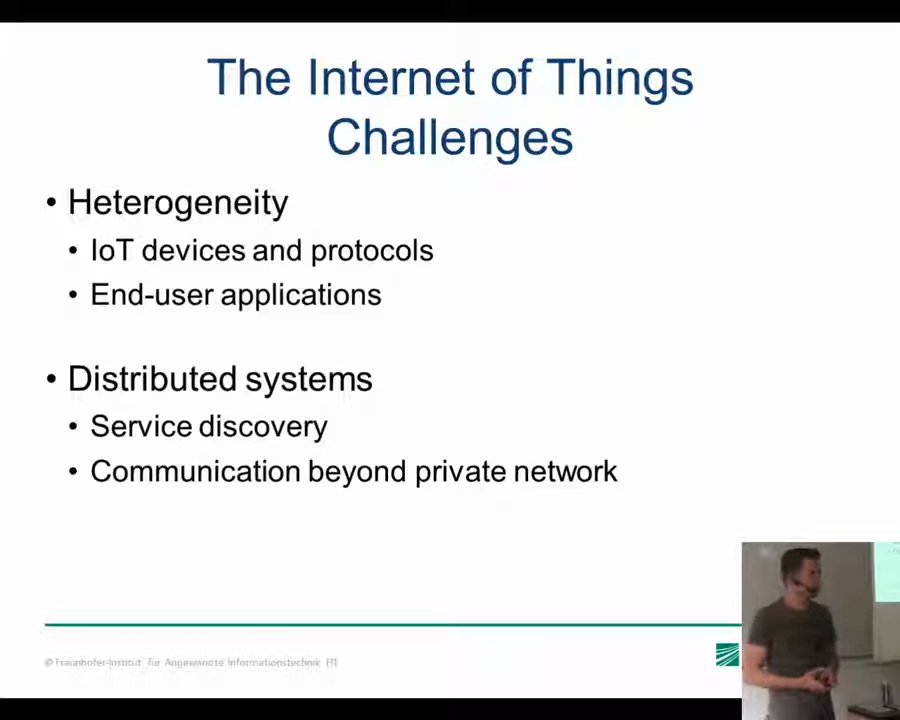 The Internet of Things
Challenges
• Heterogeneity
• IoT devices and protocols
• End-user applications
• Distributed systems
• Service discovery
• Communication beyond private network
© Fraunhofer-Institut für Angewandte Informationstechnik FIT